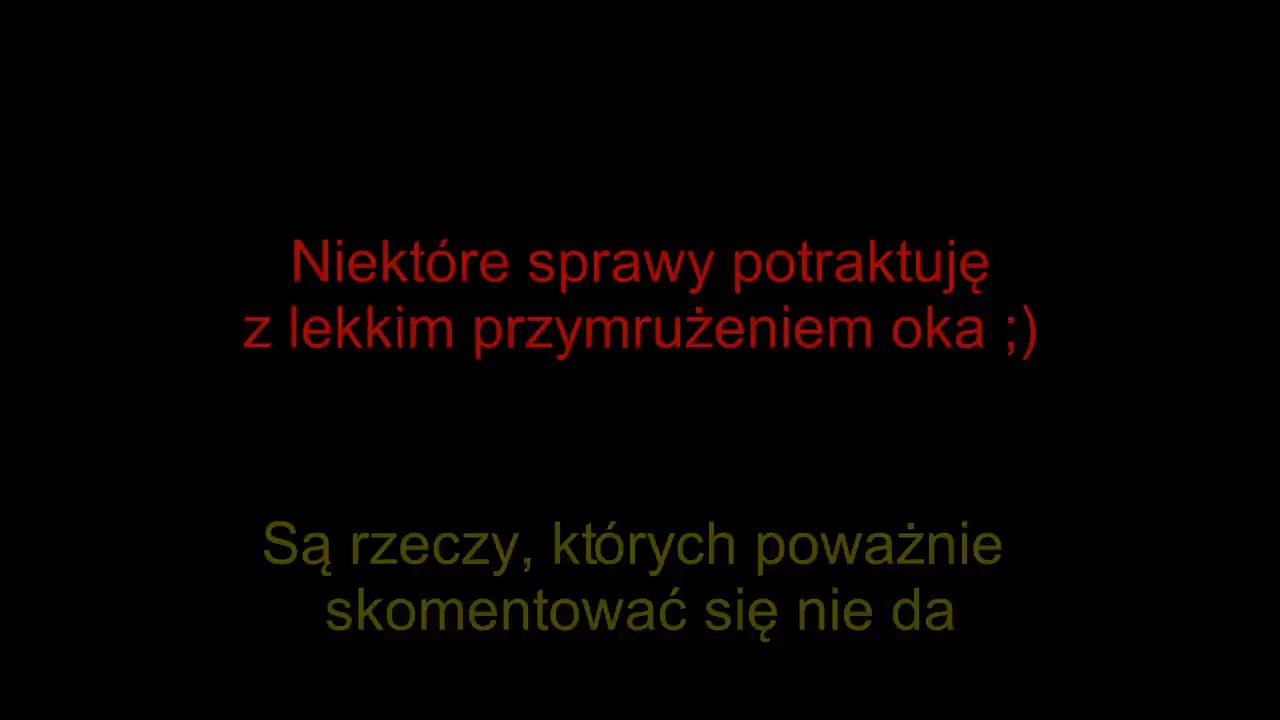 Niektóre sprawy potraktuję
z lekkim przymrużeniem oka ;)
Są rzeczy, których poważnie
skomentować się nie da